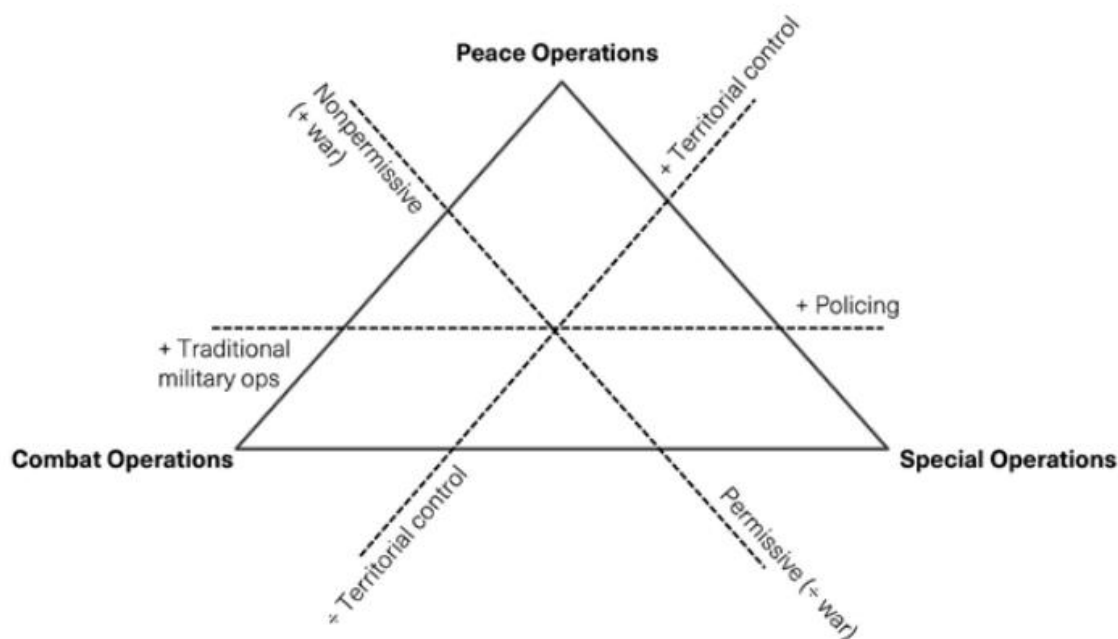 Peace Operations
+ Territorial control
Nonpermissive
(+ war)
+ Policing
+ Traditional
military ops
Combat Operations
Special Operations
÷ Territorial control
Permissive (÷ war)